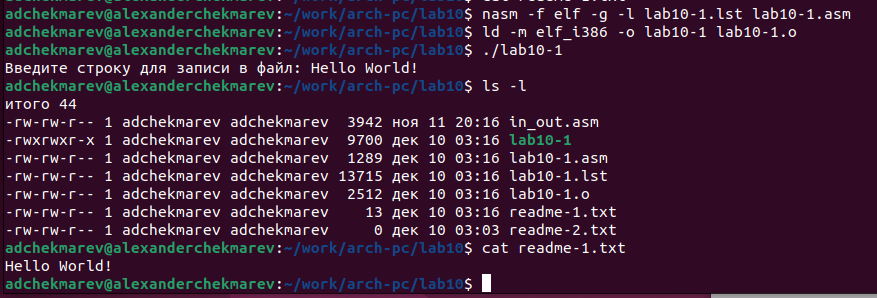 adchekmarev@alexanderchekmarev:~/work/arch-pc/lab10$ nasm -f elf -g -l lab10-1.lst lab10-1.asm
adchekmarev@alexanderchekmarev:~/work/arch-pc/lab10$ ld -m elf_i386 -o lab10-1 lab10-1.o
adchekmarev@alexanderchekmarev:~/work/arch-pc/lab10$ ./lab10-1
Введите строку для записи в файл: Hello World!
adchekmarev@alexanderchekmarev:~/work/arch-pc/lab10$ ls -l
итого 44
-rw-rw-r-- 1 adchekmarev adchekmarev  3942 ноя 11 20:16 in_out.asm
-rwxrwxr-x 1 adchekmarev adchekmarev  9700 дек 10 03:16 lab10-1
-rw-rw-r-- 1 adchekmarev adchekmarev  1289 дек 10 03:16 lab10-1.asm
-rw-rw-r-- 1 adchekmarev adchekmarev 13715 дек 10 03:16 lab10-1.lst
-rw-rw-r-- 1 adchekmarev adchekmarev  2512 дек 10 03:16 lab10-1.o
-rw-rw-r-- 1 adchekmarev adchekmarev    13 дек 10 03:16 readme-1.txt
-rw-rw-r-- 1 adchekmarev adchekmarev     0 дек 10 03:03 readme-2.txt
adchekmarev@alexanderchekmarev:~/work/arch-pc/lab10$ cat readme-1.txt
Hello World!
adchekmarev@alexanderchekmarev:~/work/arch-pc/lab10$